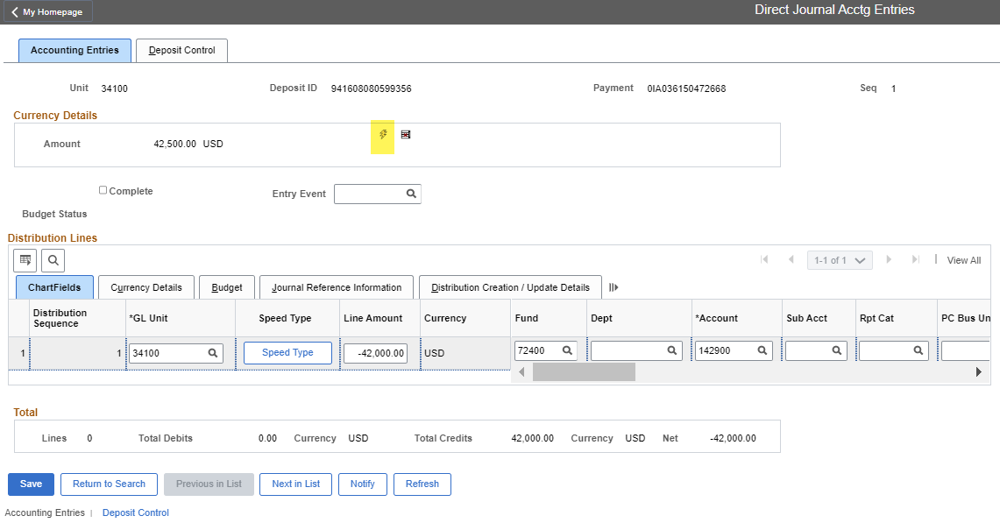 My Homepage
Direct Journal Acctg Entries
Accounting Entries Deposit Control
Unit 34100 Deposit ID 941608080599356 Payment 0IA036150472668 Seq 1
Currency Details
Amount 42,500.00 USD
Complete Entry Event
Budget Status
Distribution Lines
1-1 of 1 View All
ChartFields Currency Details Budget Journal Reference Information Distribution Creation / Update Details
Distribution Sequence *GL Unit Speed Type Line Amount Currency Fund Dept *Account Sub Acct Rpt Cat PC Bus Un
1 1 34100 Speed Type -42,000.00 USD 72400 142900
Total
Lines 0 Total Debits 0.00 Currency USD Total Credits 42,000.00 Currency USD Net -42,000.00
Save Return to Search Previous in List Next in List Notify Refresh
Accounting Entries | Deposit Control